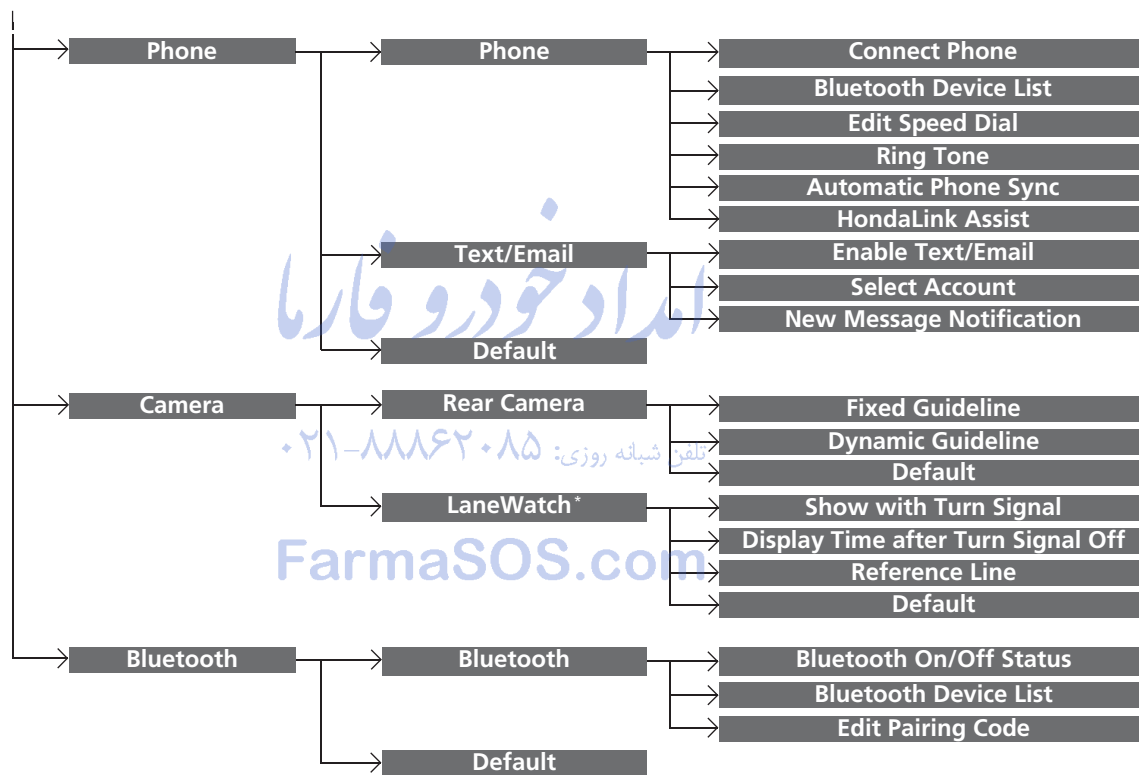 Phone
Phone
Connect Phone
Bluetooth Device List
Edit Speed Dial
Ring Tone
Automatic Phone Sync
HondaLink Assist
Text/Email
Enable Text/Email
Select Account
New Message Notification
Default
امداد خودرو فارما
Camera
Rear Camera
Fixed Guideline
Dynamic Guideline
Default
تلفن شبانه روزی: ۰۲۱-۸۸۸۶۲۰۸۵
LaneWatch*
Show with Turn Signal
Display Time after Turn Signal Off
Reference Line
Default
FarmaSOS.com
Bluetooth
Bluetooth
Bluetooth On/Off Status
Bluetooth Device List
Edit Pairing Code
Default